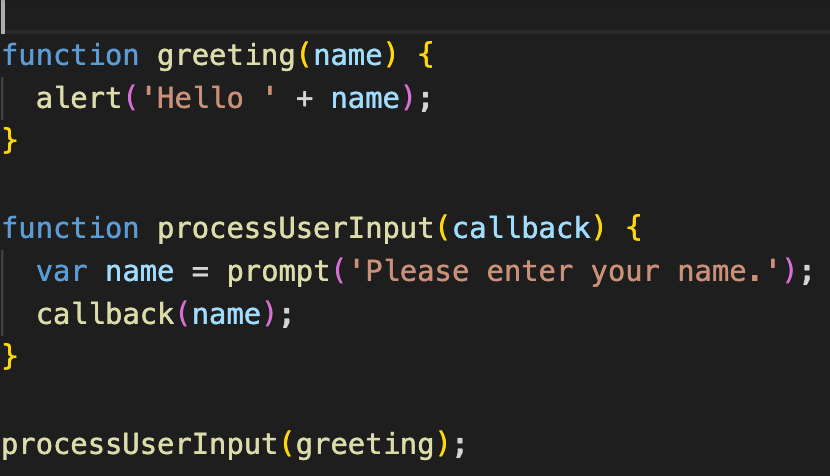 function greeting(name) {
  alert('Hello ' + name);
}

function processUserInput(callback) {
  var name = prompt('Please enter your name.');
  callback(name);
}

processUserInput(greeting);